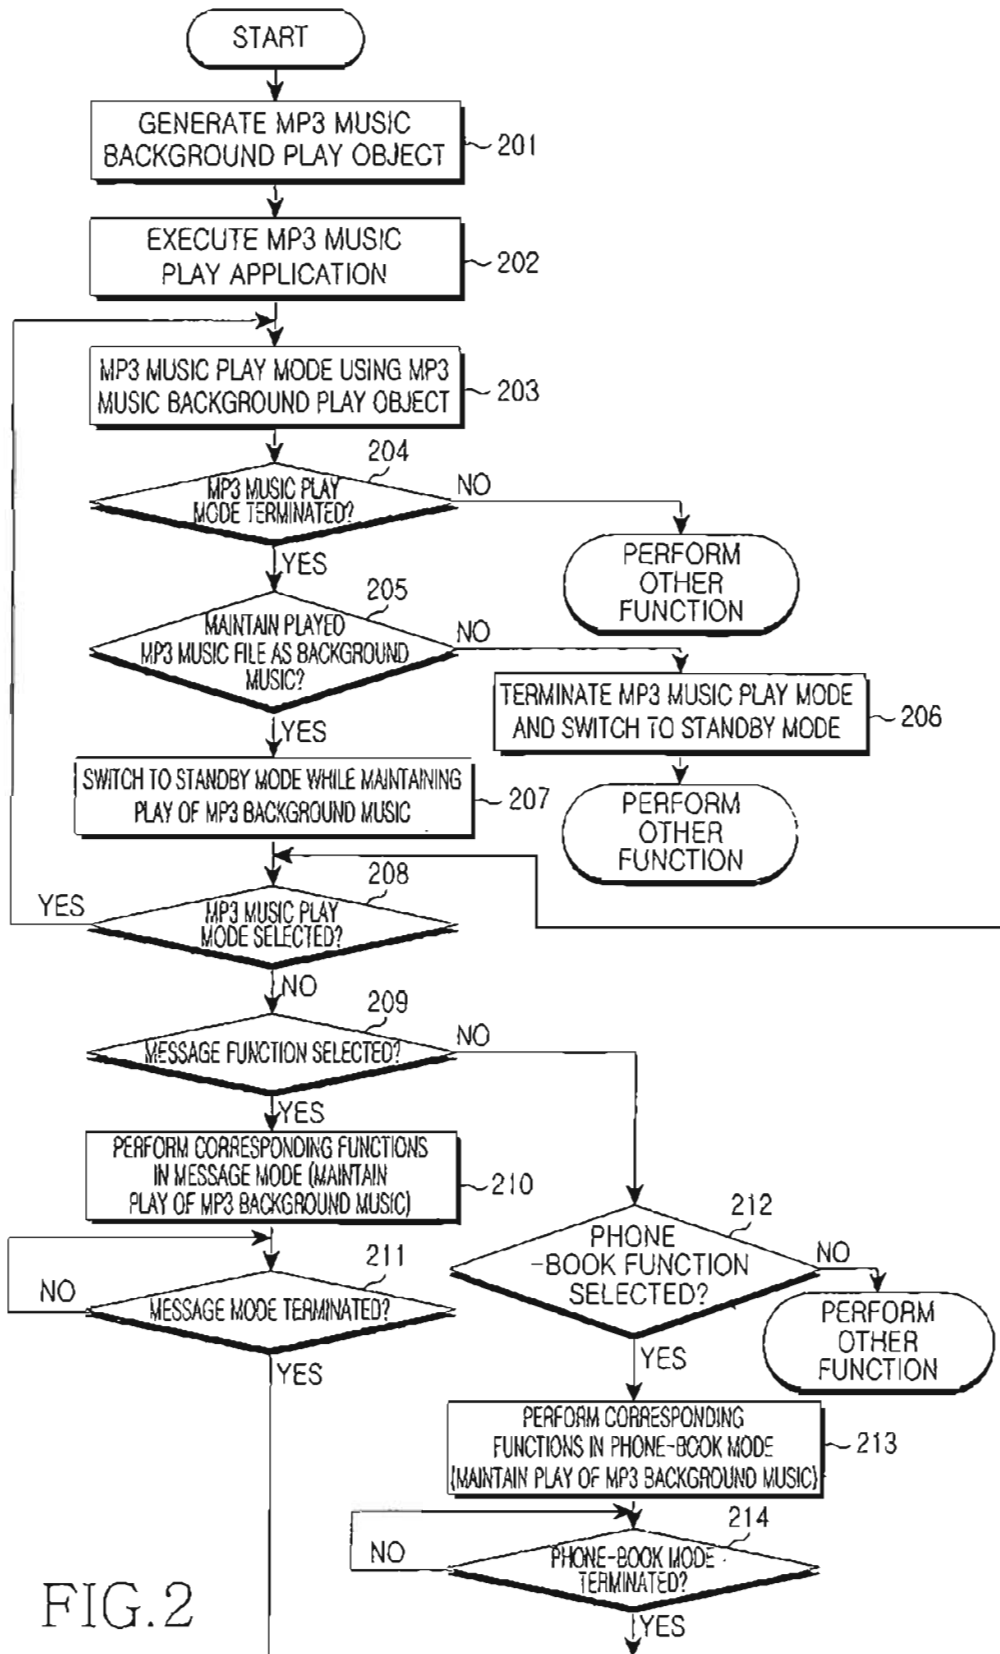 START
GENERATE MP3 MUSIC
BACKGROUND PLAY OBJECT
201
EXECUTE MP3 MUSIC
PLAY APPLICATION
202
MP3 MUSIC PLAY MODE USING MP3
MUSIC BACKGROUND PLAY OBJECT
203
204
MP3 MUSIC PLAY
MODE TERMINATED?
NO
YES
PERFORM
OTHER
FUNCTION
205
MAINTAIN PLAYED
MP3 MUSIC FILE AS BACKGROUND
MUSIC?
NO
YES
TERMINATE MP3 MUSIC PLAY MODE
AND SWITCH TO STANDBY MODE
206
SWITCH TO STANDBY MODE WHILE MAINTAINING
PLAY OF MP3 BACKGROUND MUSIC
207
PERFORM
OTHER
FUNCTION
208
YES
MP3 MUSIC PLAY
MODE SELECTED?
NO
209
MESSAGE FUNCTION SELECTED?
NO
YES
PERFORM CORRESPONDING FUNCTIONS
IN MESSAGE MODE (MAINTAIN
PLAY OF MP3 BACKGROUND MUSIC)
210
211
NO
MESSAGE MODE TERMINATED?
YES
212
PHONE
-BOOK FUNCTION
SELECTED?
NO
YES
PERFORM
OTHER
FUNCTION
PERFORM CORRESPONDING
FUNCTIONS IN PHONE-BOOK MODE
(MAINTAIN PLAY OF MP3 BACKGROUND MUSIC)
213
214
NO
PHONE-BOOK MODE
TERMINATED?
YES
FIG.2